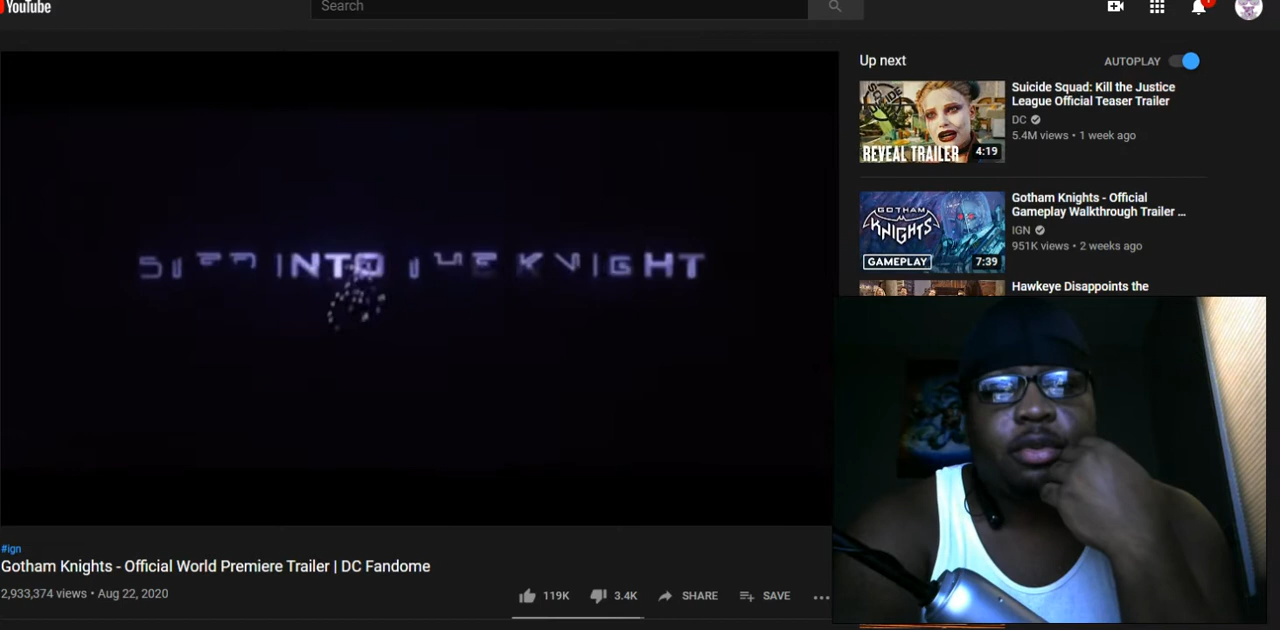 YouTube
Search
Up next
AUTOPLAY
Suicide Squad: Kill the Justice
League Official Teaser Trailer
DC
5.4M views • 1 week ago
REVEAL TRAILER
4:19
Gotham Knights - Official
Gameplay Walkthrough Trailer ...
IGN
951K views • 2 weeks ago
GOTHAM
KNIGHTS
GAMEPLAY
7:39
Hawkeye Disappoints the
INTO KNIGHT
#ign
Gotham Knights - Official World Premiere Trailer | DC Fandome
2,933,374 views • Aug 22, 2020
119K
3.4K
SHARE
SAVE
...